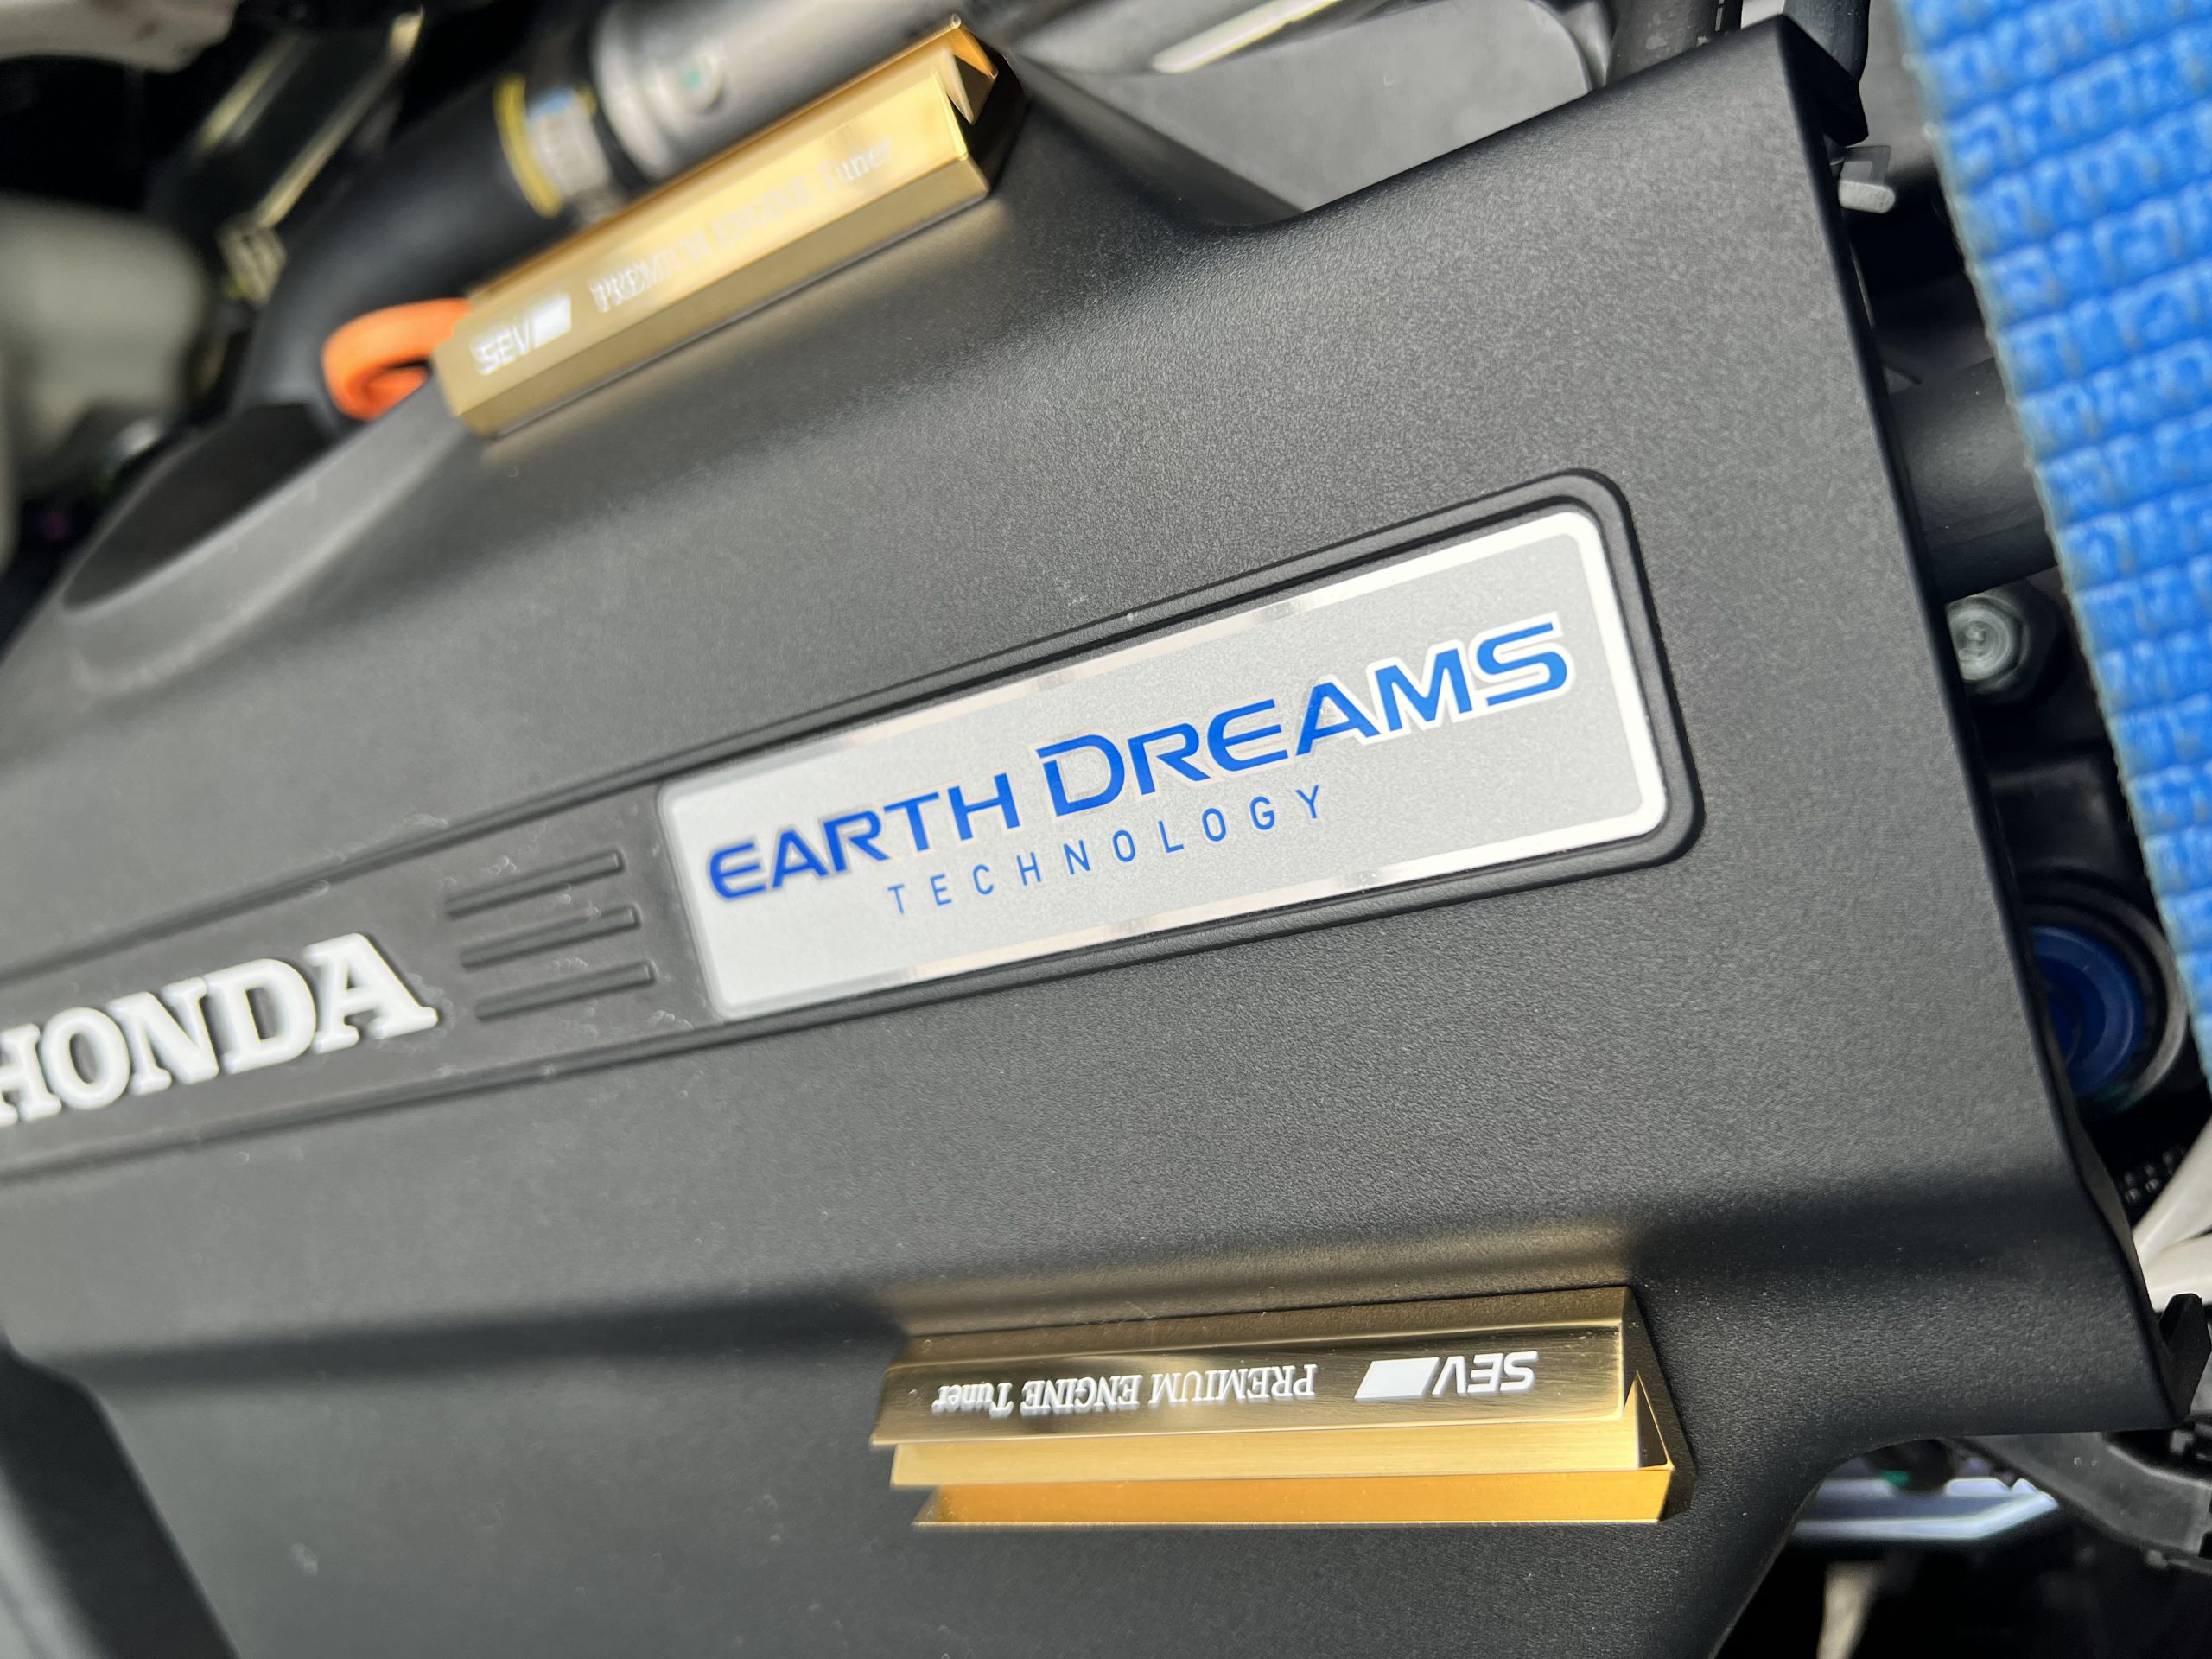 SEV PREMIUM ENGINE Tuner
EARTH DREAMS
TECHNOLOGY
HONDA
SEV PREMIUM ENGINE Tuner